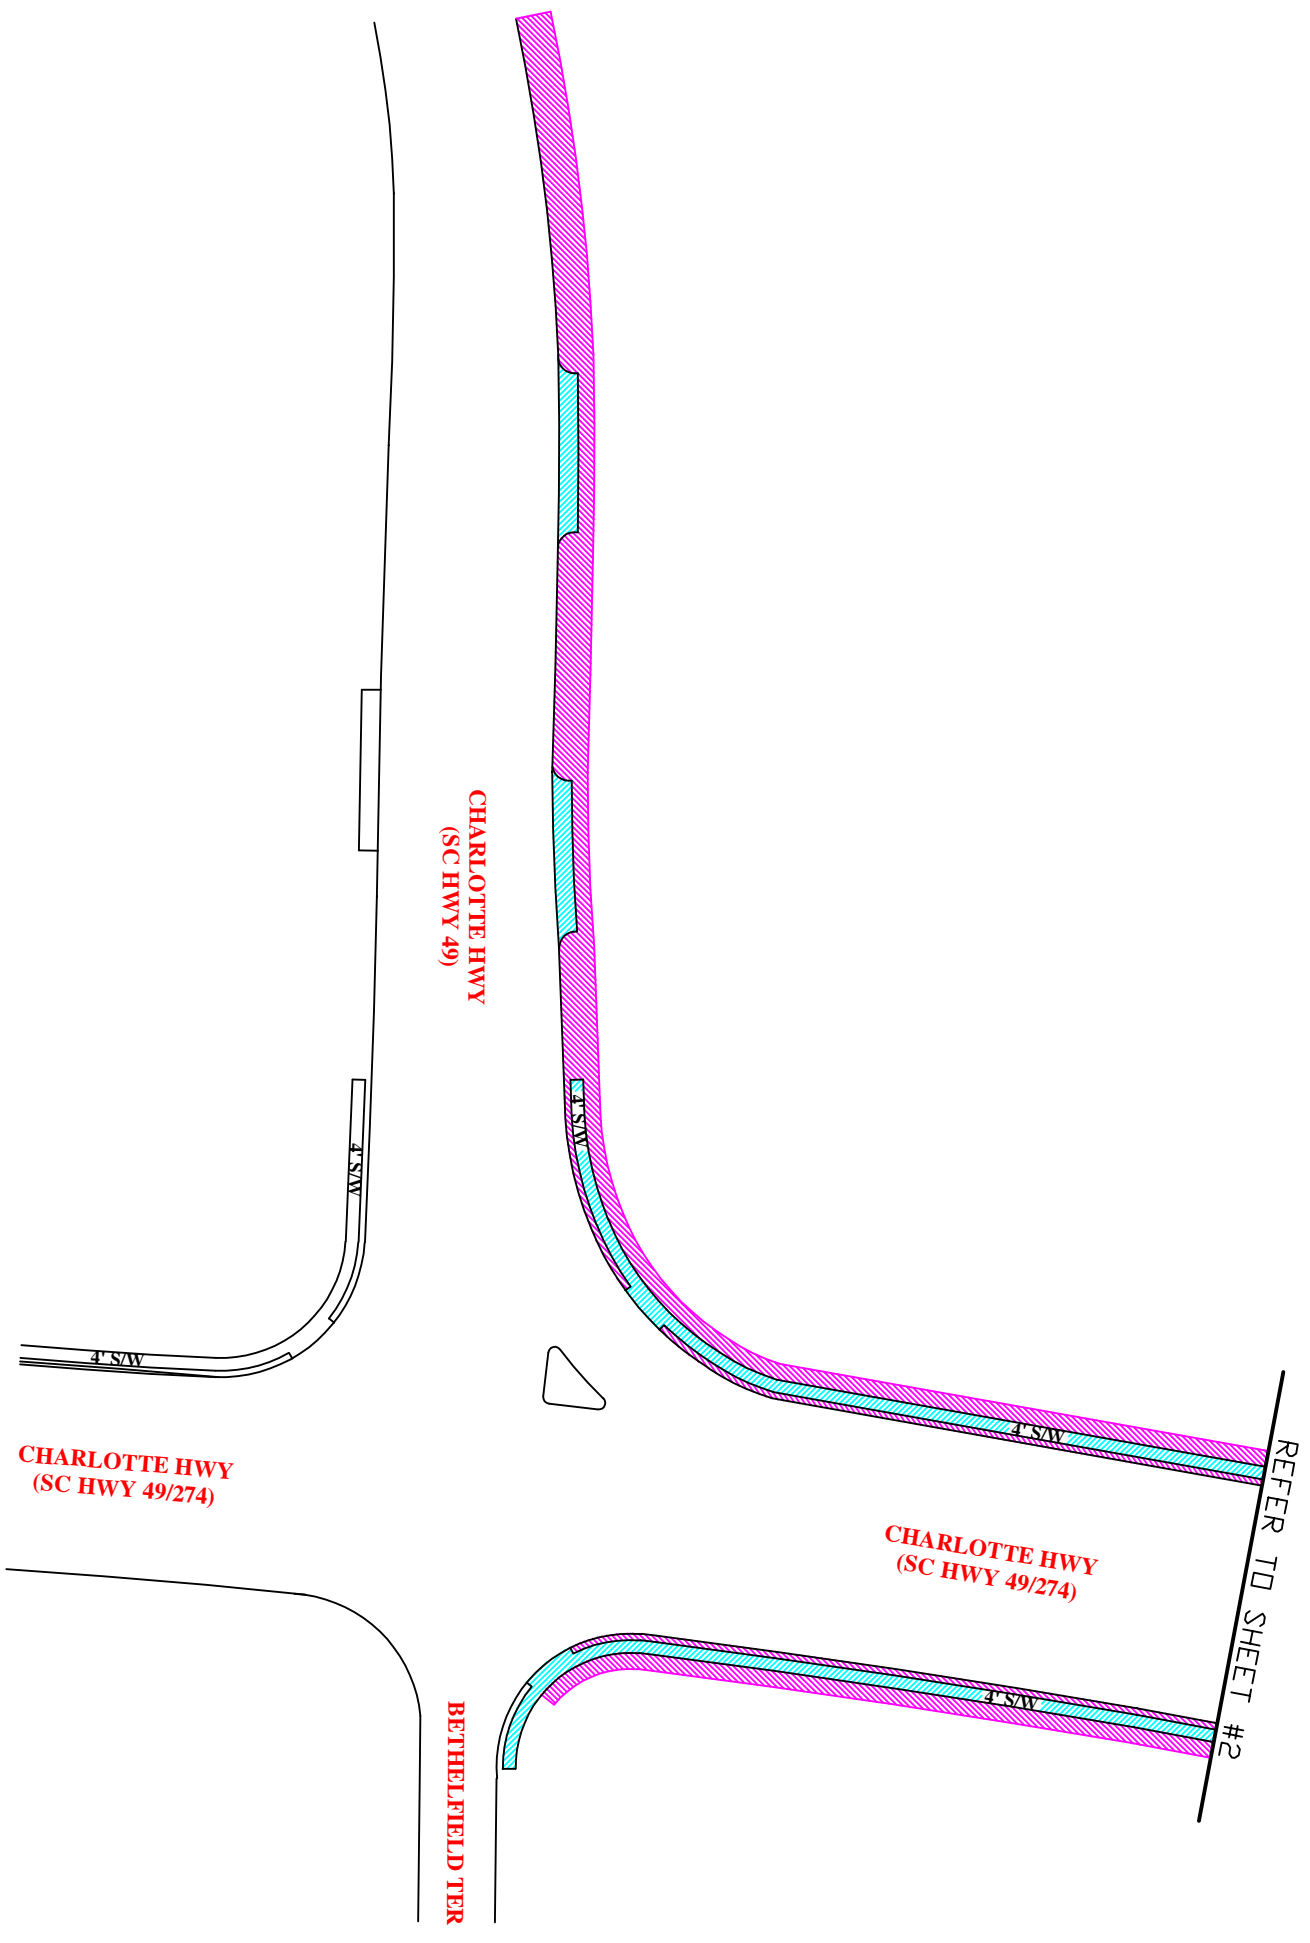 CHARLOTTE HWY
(SC HWY 49)
4' S/W
4' S/W
4' S/W
4' S/W
CHARLOTTE HWY
(SC HWY 49/274)
CHARLOTTE HWY
(SC HWY 49/274)
REFER TO SHEET #2
4' S/W
BETHELFIELD TER